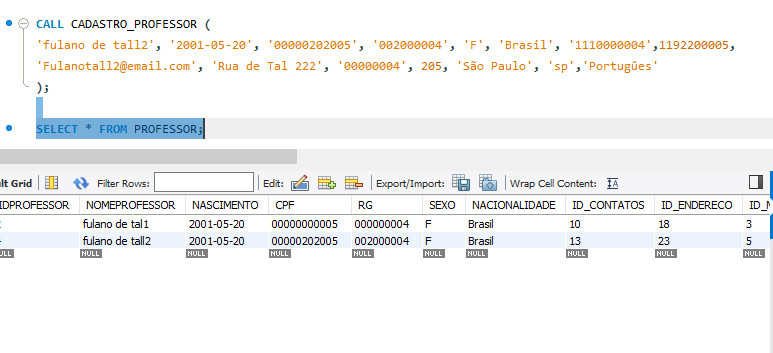 CALL CADASTRO_PROFESSOR (
'fulano de tall2', '2001-05-20', '00000202005', '002000004', 'F', 'Brasil', '1110000004',1192200005,
'Fulanotall2@email.com', 'Rua de Tal 222', '00000004', 205, 'São Paulo', 'sp','Portugûes'
);
SELECT * FROM PROFESSOR;
ult Grid Filter Rows: Edit: Export/Import: Wrap Cell Content: IA
IDPROFESSOR NOMEPROFESSOR NASCIMENTO CPF RG SEXO NACIONALIDADE ID_CONTATOS ID_ENDERECO ID_M
fulano de tal1 2001-05-20 00000000005 000000004 F Brasil 10 18 3
fulano de tall2 2001-05-20 00000202005 002000004 F Brasil 13 23 5
NULL NULL NULL NULL NULL NULL NULL NULL NULL NULL